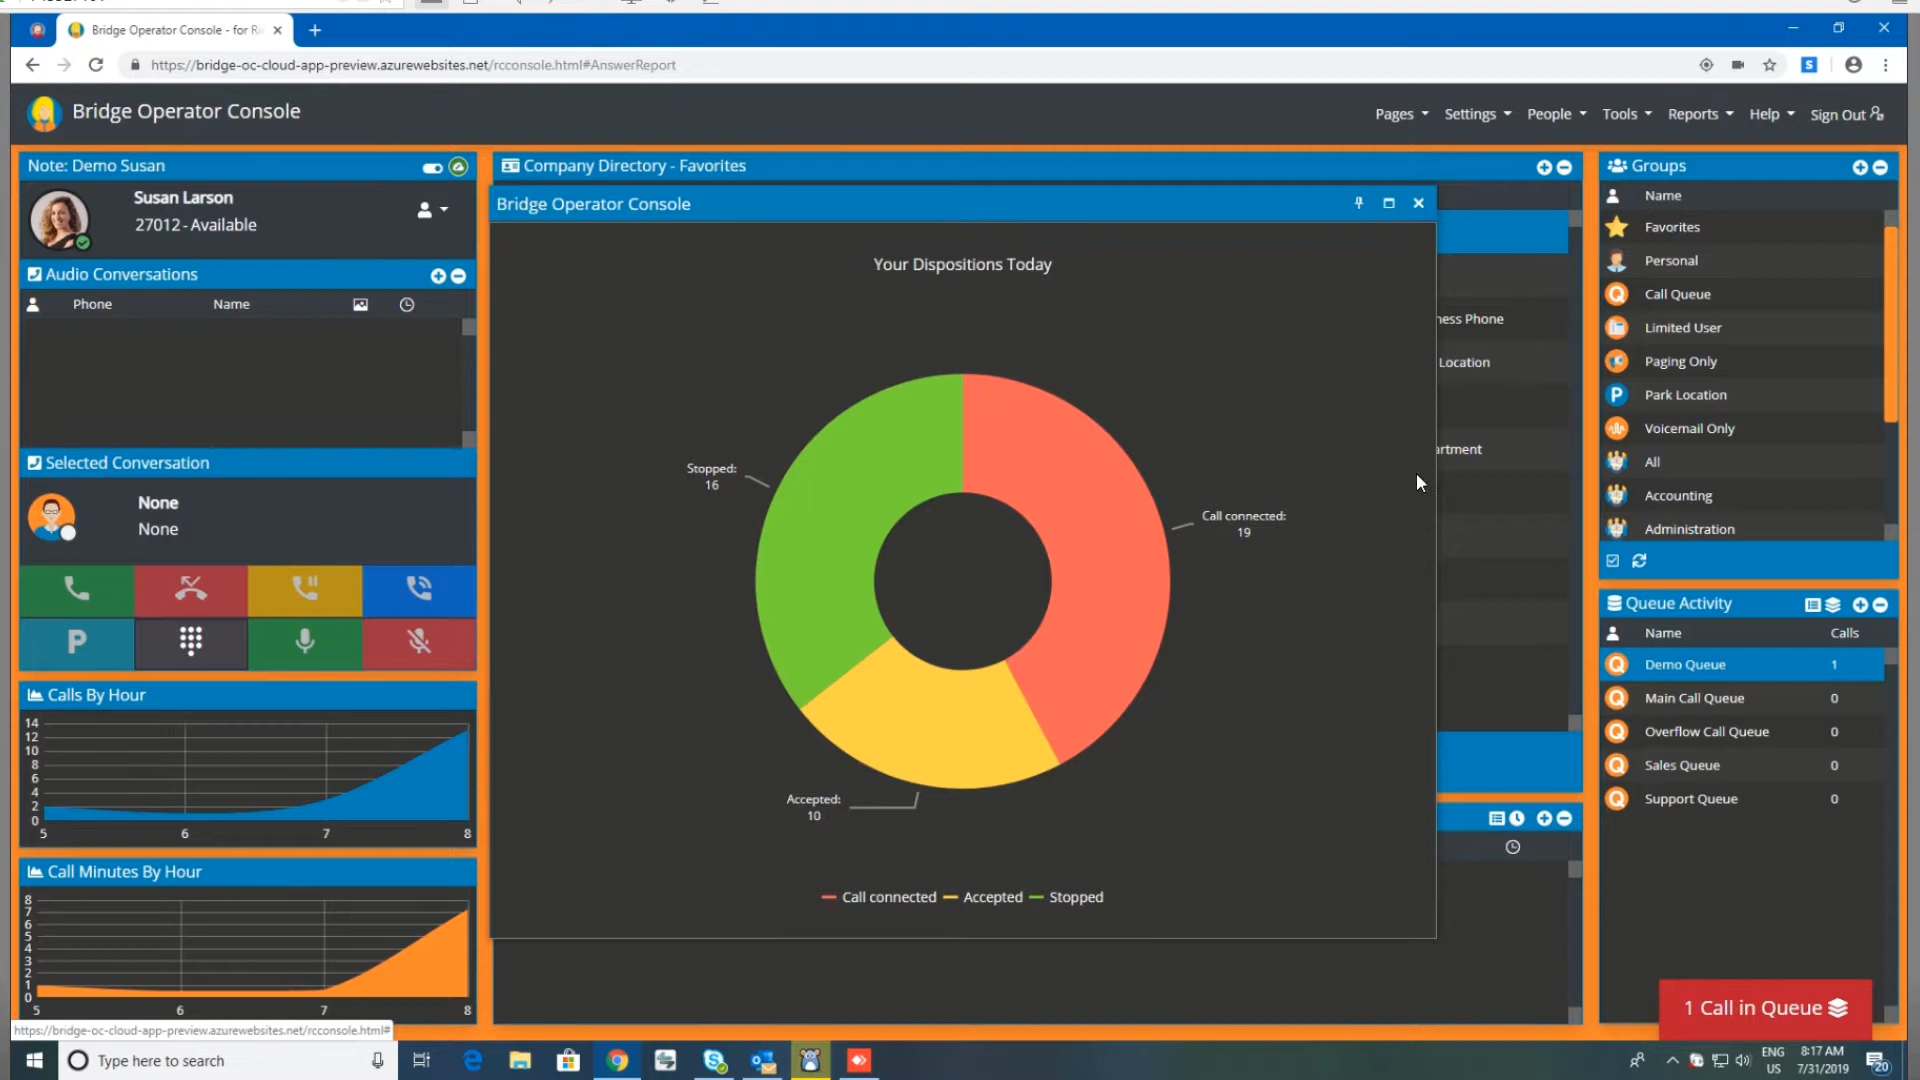 Bridge Operator Console - for R
https://bridge-oc-cloud-app-preview.azurewebsites.net/rcconsole.html#AnswerReport
S
Bridge Operator Console
Pages
Settings
People
Tools
Reports
Help
Sign Out
Note: Demo Susan
Susan Larson
27012 - Available
Audio Conversations
Phone Name
Selected Conversation
None
None
P
Calls By Hour
14
12
10
8
6
4
2
0
5 6 7 8
Call Minutes By Hour
8
7
6
5
4
3
2
1
0
5 6 7 8
https://bridge-oc-cloud-app-preview.azurewebsites.net/rcconsole.html#
Company Directory - Favorites
Bridge Operator Console
Your Dispositions Today
Stopped:
16
Call connected:
19
Accepted:
10
Call connected Accepted Stopped
ness Phone
Location
artment
Groups
Name
Favorites
Personal
Call Queue
Limited User
Paging Only
P Park Location
Voicemail Only
All
Accounting
Administration
Queue Activity
Name Calls
Demo Queue 1
Main Call Queue 0
Overflow Call Queue 0
Sales Queue 0
Support Queue 0
1 Call in Queue
Type here to search
ENG
US
8:17 AM
7/31/2019
20